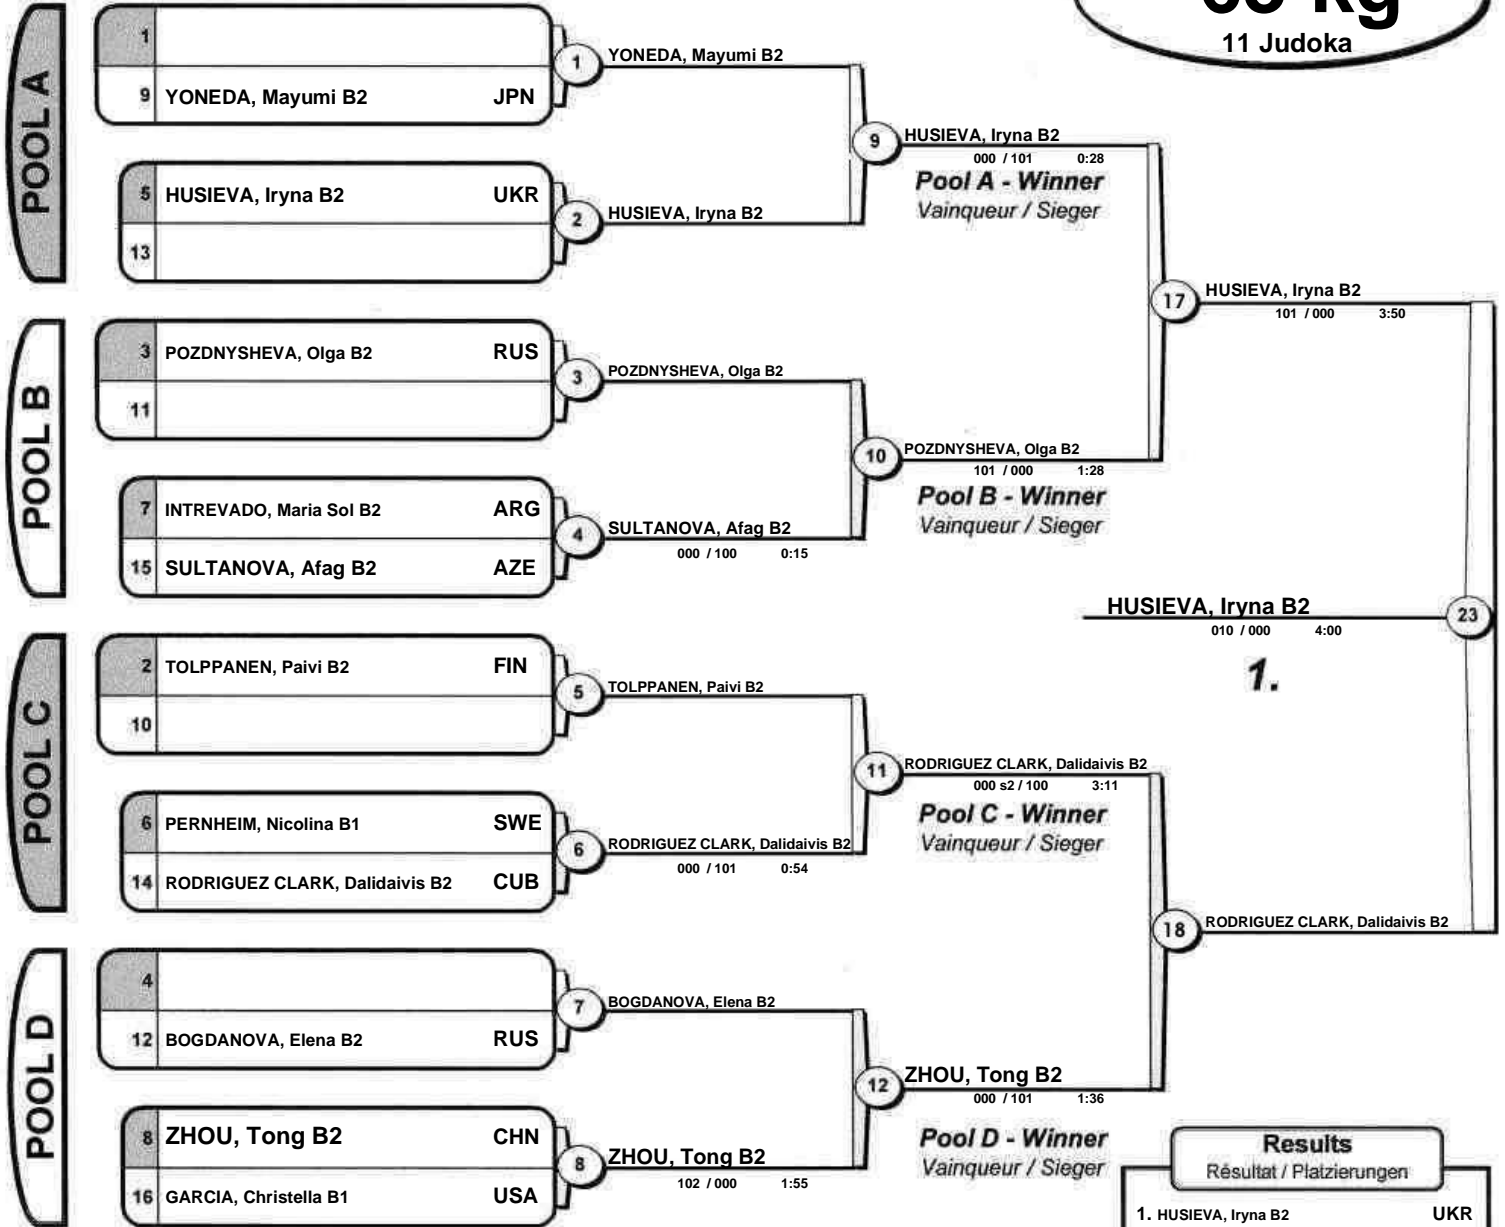 11 Judoka
POOL A
1
9 YONEDA, Mayumi B2 JPN
1 YONEDA, Mayumi B2
5 HUSIEVA, Iryna B2 UKR
13
2 HUSIEVA, Iryna B2
9 HUSIEVA, Iryna B2
000 / 101 0:28
Pool A - Winner
Vainqueur / Sieger
POOL B
3 POZDNYSHEVA, Olga B2 RUS
11
3 POZDNYSHEVA, Olga B2
7 INTREVADO, Maria Sol B2 ARG
15 SULTANOVA, Afag B2 AZE
4 SULTANOVA, Afag B2
000 / 100 0:15
10 POZDNYSHEVA, Olga B2
101 / 000 1:28
Pool B - Winner
Vainqueur / Sieger
17 HUSIEVA, Iryna B2
101 / 000 3:50
HUSIEVA, Iryna B2 23
010 / 000 4:00
1.
POOL C
2 TOLPPANEN, Paivi B2 FIN
10
5 TOLPPANEN, Paivi B2
6 PERNHEIM, Nicolina B1 SWE
14 RODRIGUEZ CLARK, Dalidaivis B2 CUB
6 RODRIGUEZ CLARK, Dalidaivis B2
000 / 101 0:54
11 RODRIGUEZ CLARK, Dalidaivis B2
000 s2 / 100 3:11
Pool C - Winner
Vainqueur / Sieger
18 RODRIGUEZ CLARK, Dalidaivis B2
POOL D
4
12 BOGDANOVA, Elena B2 RUS
7 BOGDANOVA, Elena B2
8 ZHOU, Tong B2 CHN
16 GARCIA, Christella B1 USA
8 ZHOU, Tong B2
102 / 000 1:55
12 ZHOU, Tong B2
000 / 101 1:36
Pool D - Winner
Vainqueur / Sieger
Results
Résultat / Platzierungen
1. HUSIEVA, Iryna B2 UKR